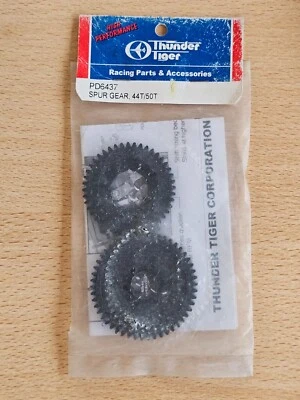 HIGH
PERFORMANCE
Thunder
Tiger
Racing Parts & Accessories
PD6437
SPUR GEAR, 44T/50T
THUNDER TIGER CORPORATION